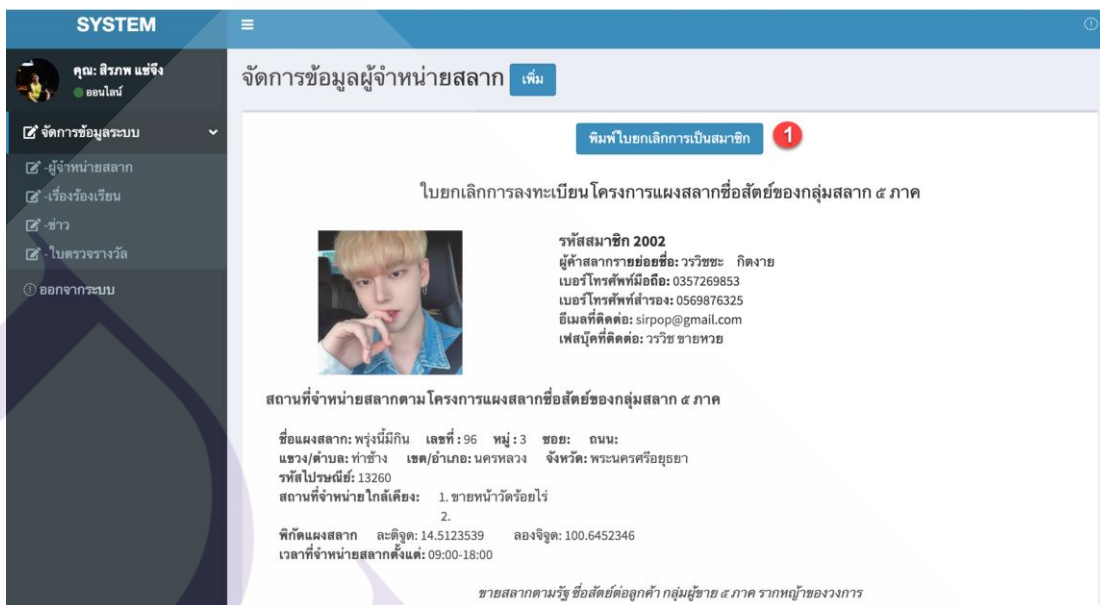 SYSTEM
คุณ: สิรภพ แซ่จึง
ออนไลน์
จัดการข้อมูลผู้จำหน่ายสลาก เพิ่ม
จัดการข้อมูลระบบ
-ผู้จำหน่ายสลาก
-เรื่องร้องเรียน
-ข่าว
-ใบตรวจรางวัล
ออกจากระบบ
พิมพ์ใบยกเลิกการเป็นสมาชิก 1
ใบยกเลิกการลงทะเบียนโครงการแผงสลากซื่อสัตย์ของกลุ่มสลาก ๕ ภาค
รหัสสมาชิก 2002
ผู้ค้าสลากรายย่อยชื่อ: วรวิชชะ กิตงาย
เบอร์โทรศัพท์มือถือ: 0357269853
เบอร์โทรศัพท์สำรอง: 0569876325
อีเมลที่ติดต่อ: sirpop@gmail.com
เฟสบุ๊คที่ติดต่อ: วรวิช ขายหวย
สถานที่จำหน่ายสลากตามโครงการแผงสลากซื่อสัตย์ของกลุ่มสลาก ๕ ภาค
ชื่อแผงสลาก: พรุ่งนี้มีกิน เลขที่ : 96 หมู่ : 3 ซอย: ถนน:
แขวง/ตำบล: ท่าช้าง เขต/อำเภอ: นครหลวง จังหวัด: พระนครศรีอยุธยา
รหัสไปรษณีย์: 13260
สถานที่จำหน่ายใกล้เคียง: 1. ขายหน้าวัดร้อยไร่
2.
พิกัดแผงสลาก ละติจูด: 14.5123539 ลองจิจูด: 100.6452346
เวลาที่จำหน่ายสลากตั้งแต่: 09:00-18:00
ขายสลากตามรัฐ ซื่อสัตย์ต่อลูกค้า กลุ่มผู้ขาย ๕ ภาค รากหญ้าของวงการ